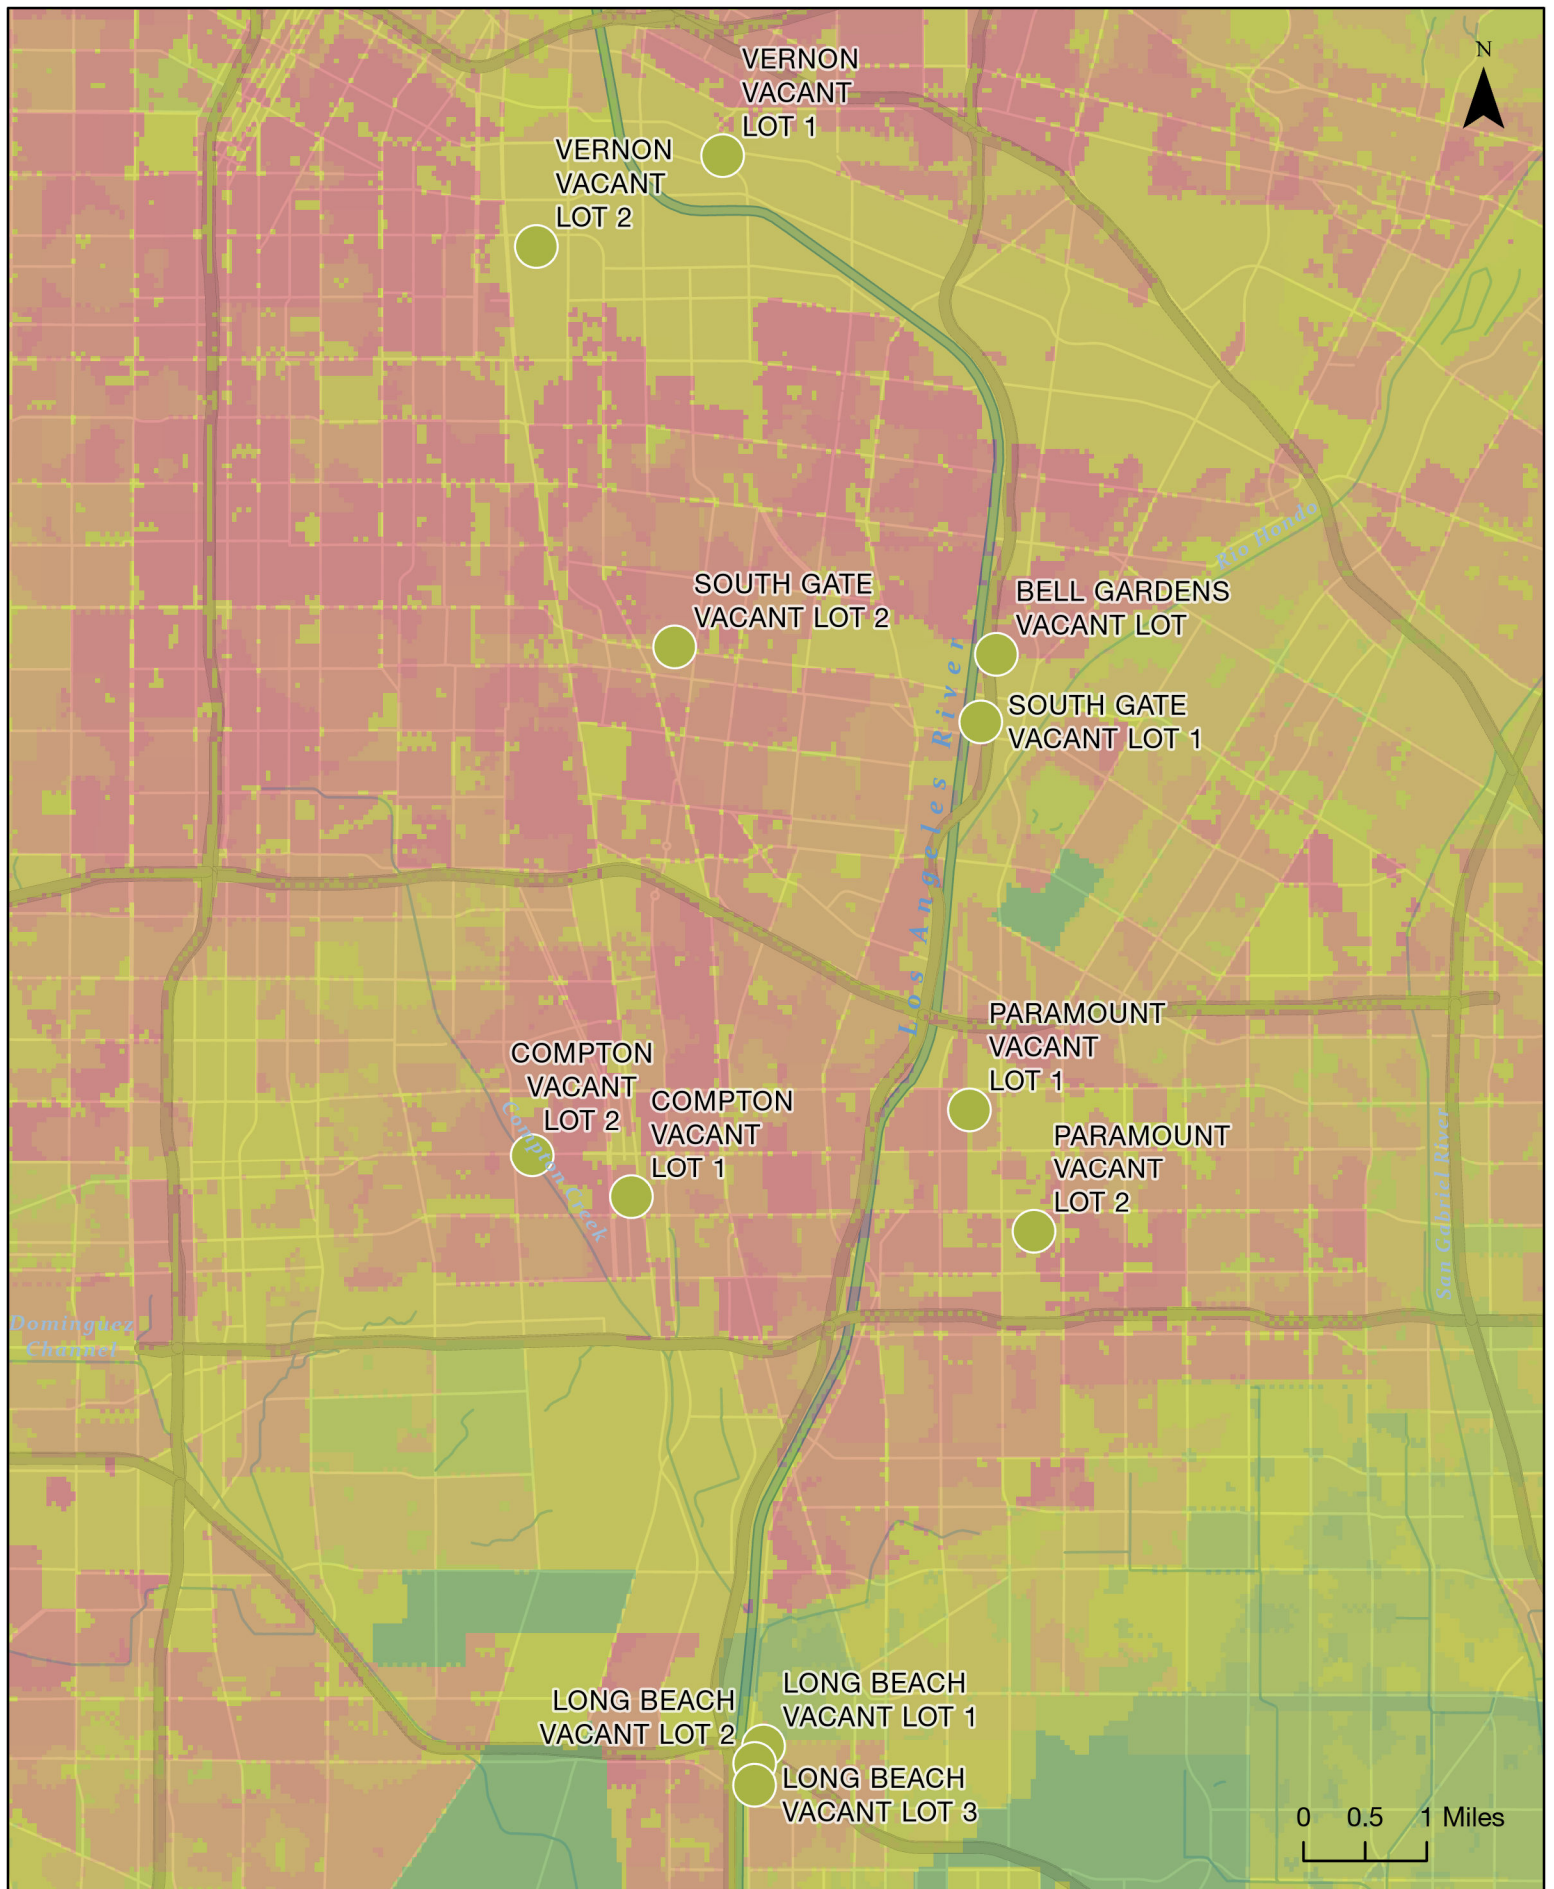 N
VERNON
VACANT
LOT 1
VERNON
VACANT
LOT 2
Rio Hondo
SOUTH GATE
VACANT LOT 2
BELL GARDENS
VACANT LOT
SOUTH GATE
VACANT LOT 1
Los Angeles River
PARAMOUNT
VACANT
LOT 1
COMPTON
VACANT
LOT 2
COMPTON
VACANT
LOT 1
Compton Creek
PARAMOUNT
VACANT
LOT 2
San Gabriel River
Dominguez
Channel
LONG BEACH
VACANT LOT 1
LONG BEACH
VACANT LOT 2
LONG BEACH
VACANT LOT 3
0 0.5 1 Miles